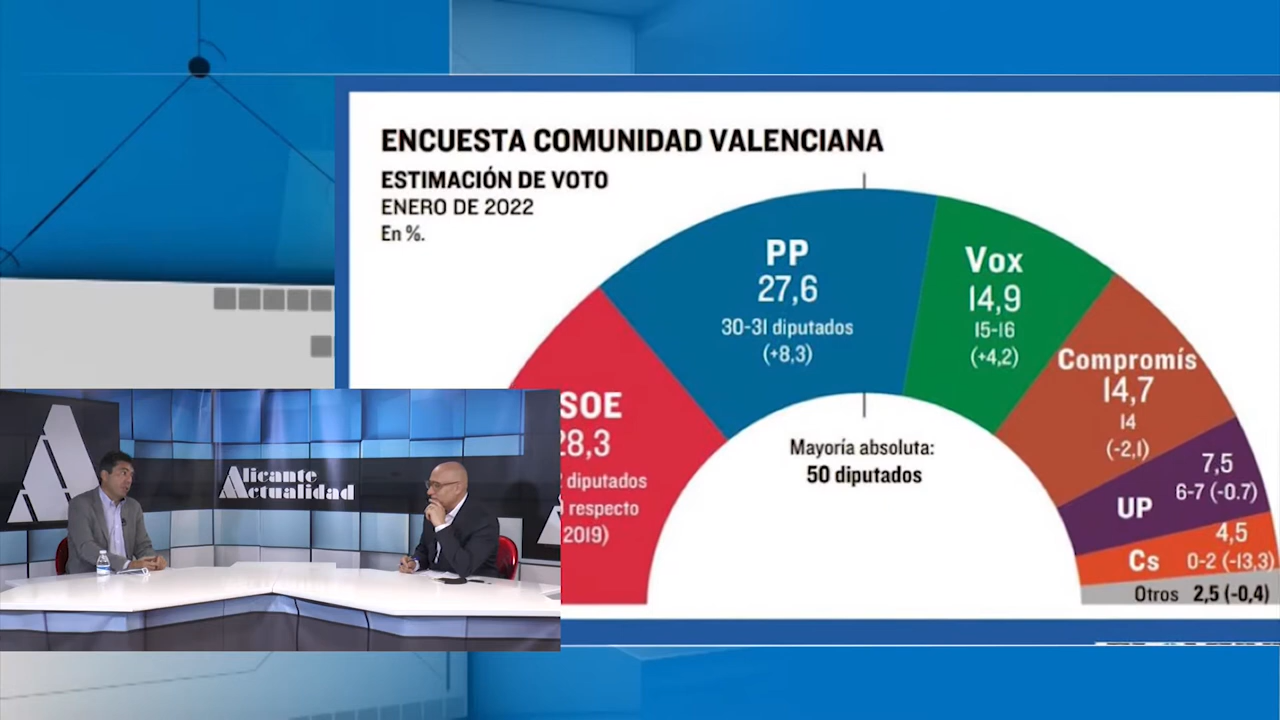 ENCUESTA COMUNIDAD VALENCIANA
ESTIMACIÓN DE VOTO
ENERO DE 2022
En %.
SOE
28,3
diputados
respecto
2019)
PP
27,6
30-31 diputados
(+8,3)
Vox
14,9
15-16
(+4,2)
Compromís
14,7
14
(-2,1)
UP
7,5
6-7 (-0.7)
Cs
4,5
0-2 (-13,3)
Otros 2,5 (-0,4)
Mayoría absoluta:
50 diputados
Alicante
Actualidad